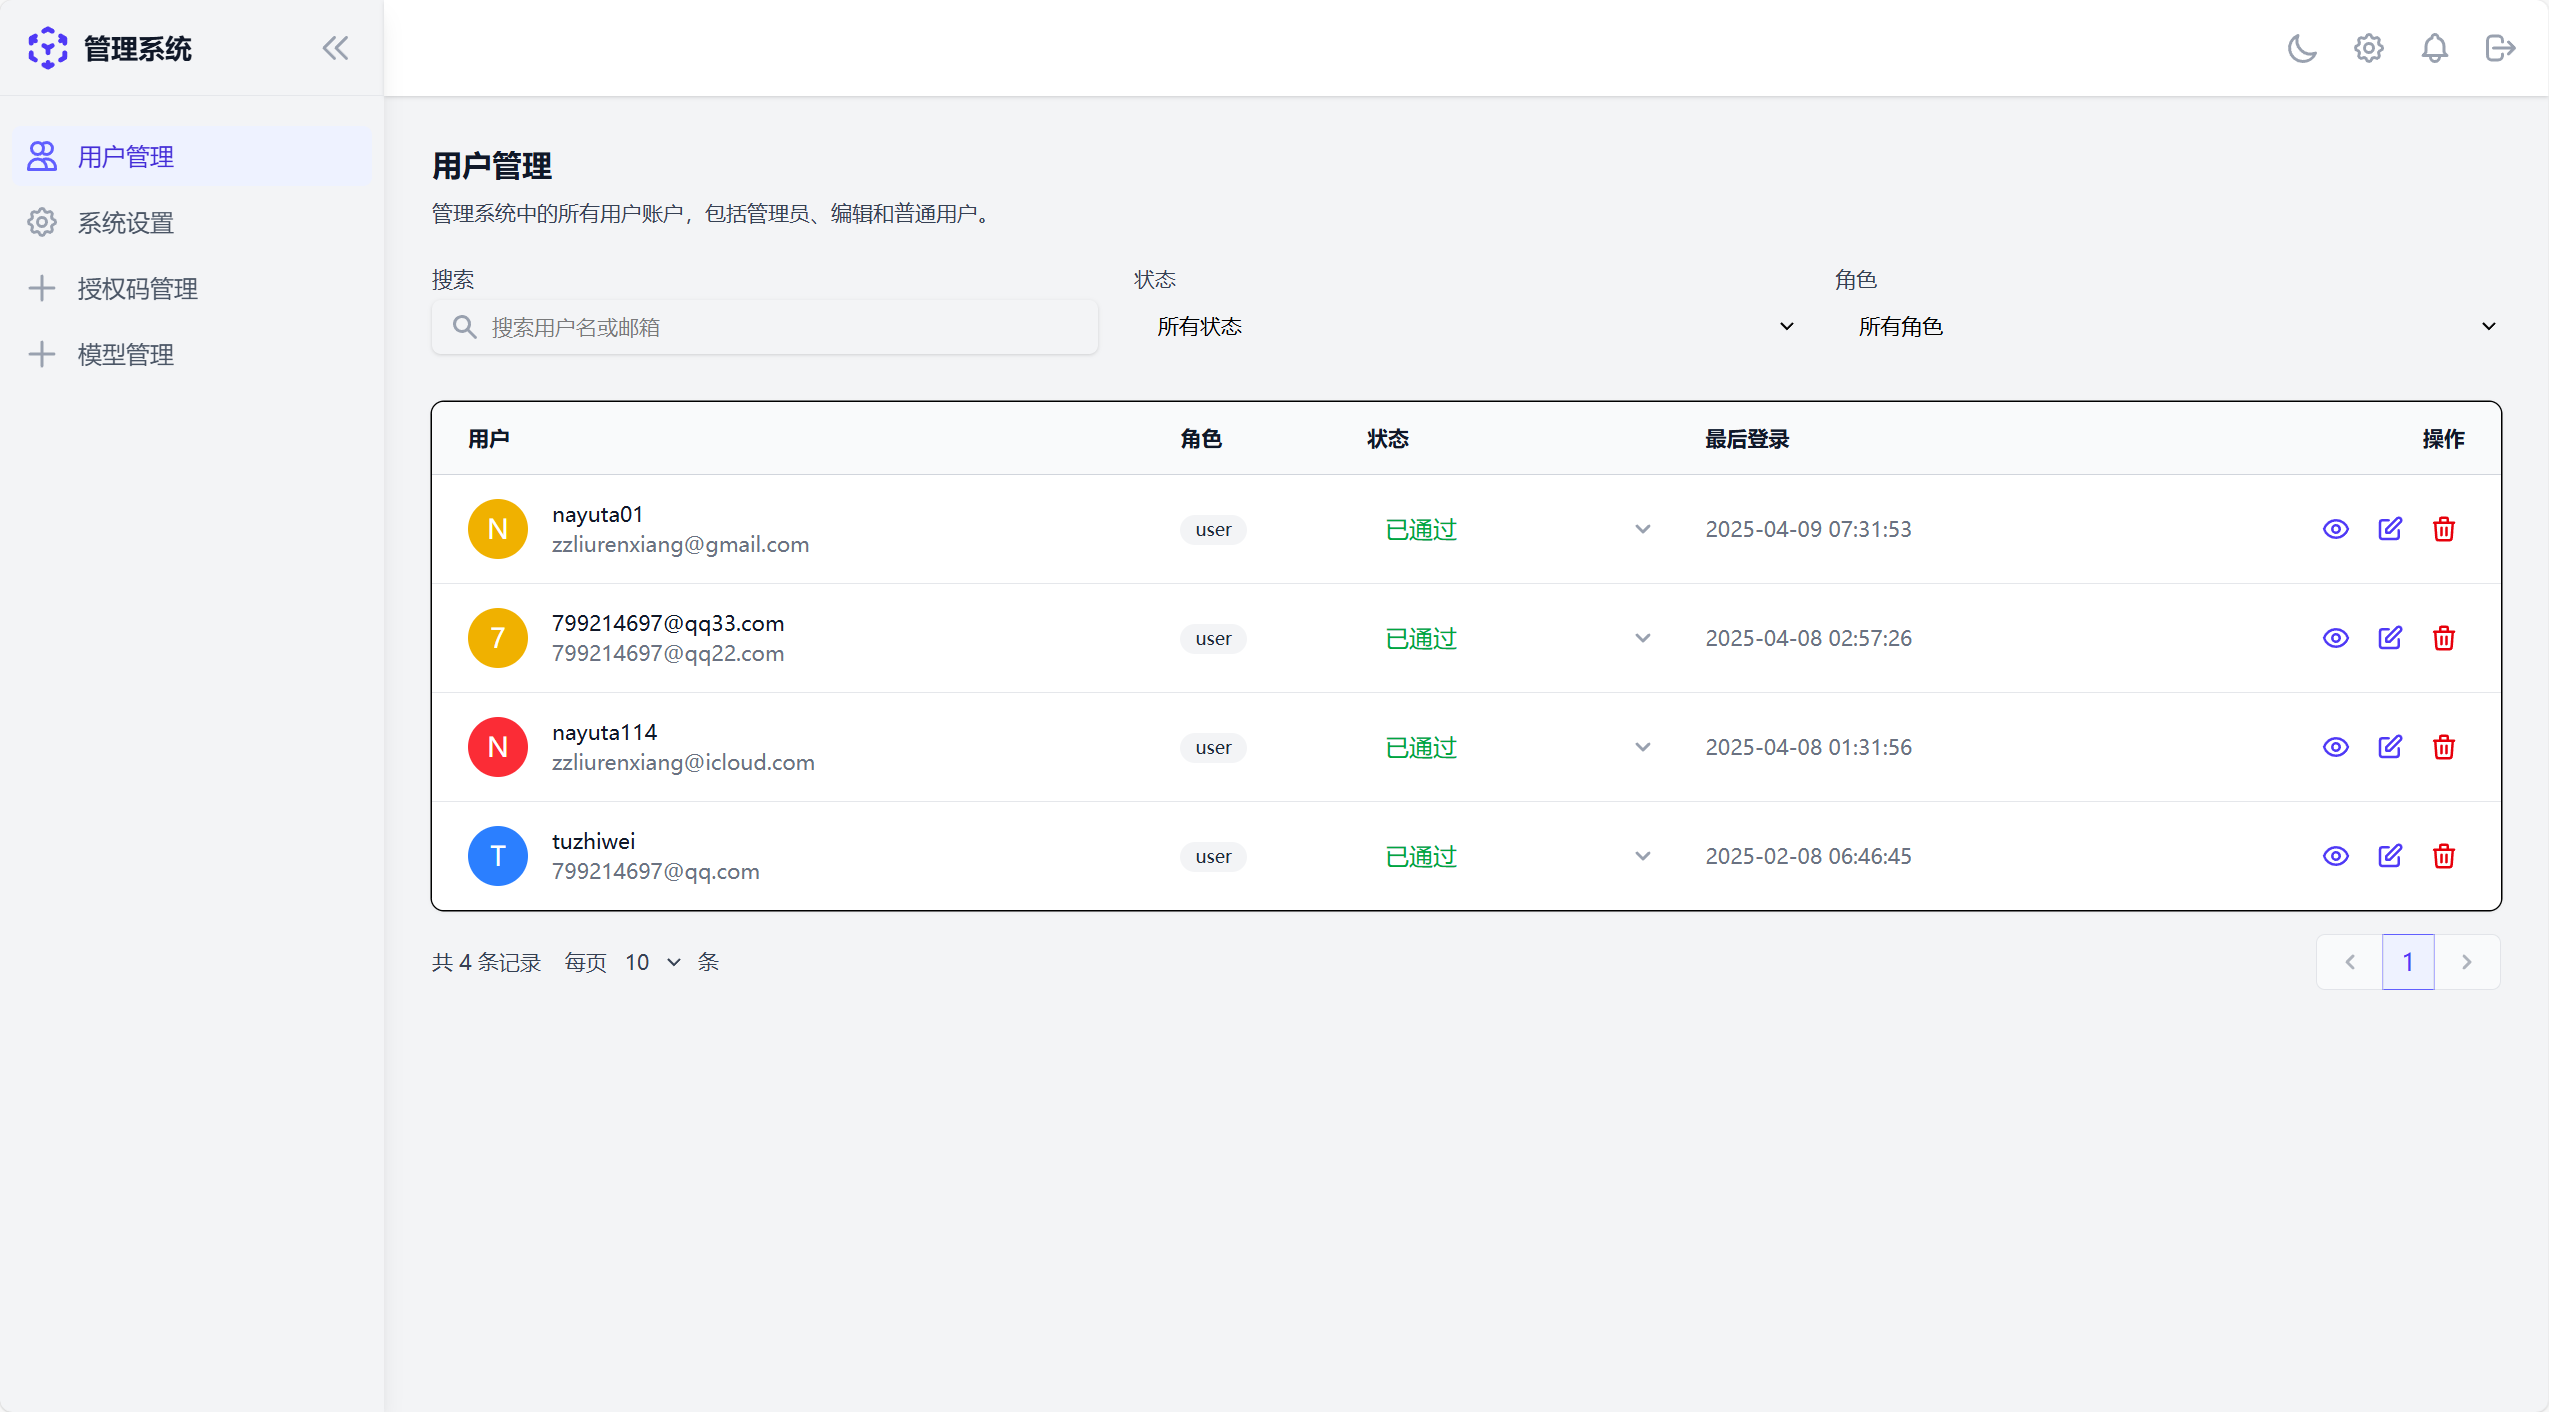 管理系统
用户管理
系统设置
授权码管理
模型管理
用户管理
管理系统中的所有用户账户，包括管理员、编辑和普通用户。
搜索 状态 角色
搜索用户名或邮箱 所有状态 所有角色
用户 角色 状态 最后登录 操作
N nayuta01
zzliurenxiang@gmail.com user 已通过 2025-04-09 07:31:53
7 799214697@qq33.com
799214697@qq22.com user 已通过 2025-04-08 02:57:26
N nayuta114
zzliurenxiang@icloud.com user 已通过 2025-04-08 01:31:56
T tuzhiwei
799214697@qq.com user 已通过 2025-02-08 06:46:45
共 4 条记录 每页 10 条 1